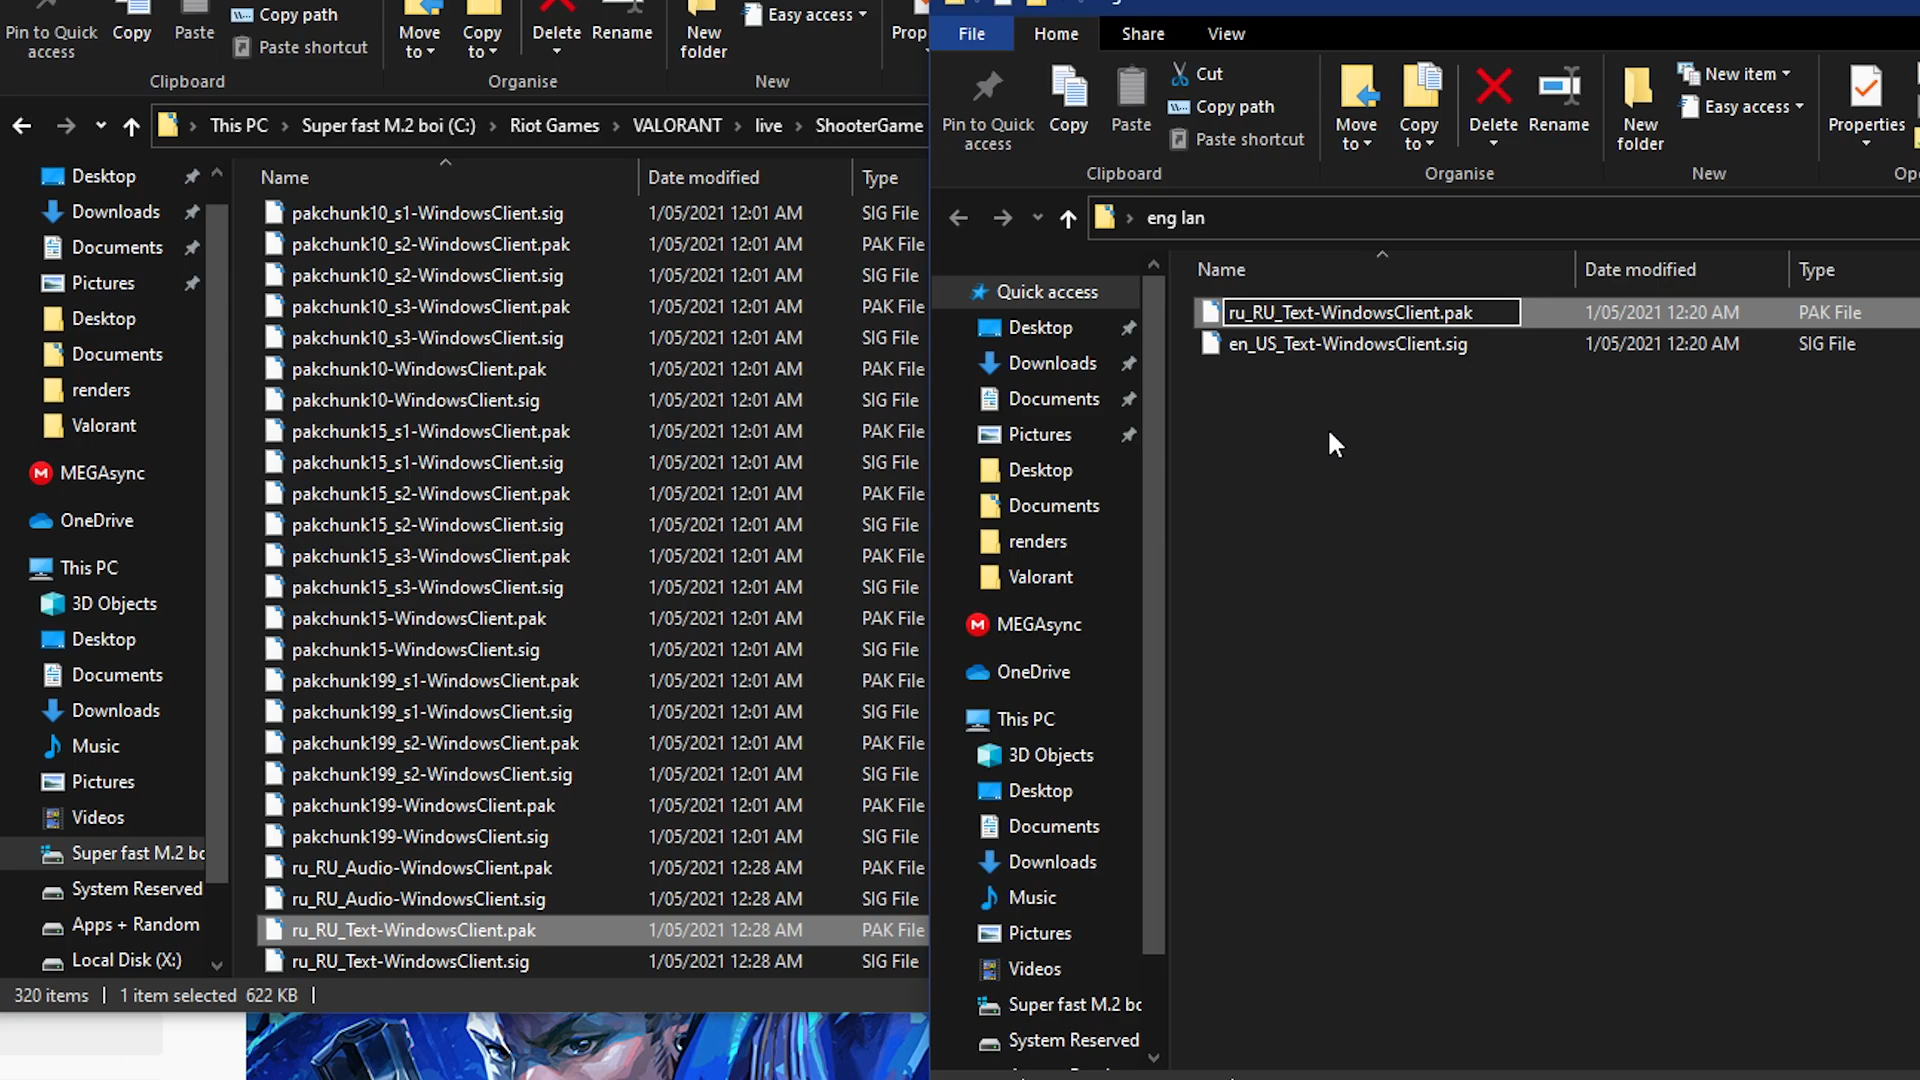 Pin to Quick access
Copy
Paste
Copy path
Paste shortcut
Clipboard
Move to
Copy to
Delete
Rename
Organise
New folder
Easy access
New
Prop
This PC > Super fast M.2 boi (C:) > Riot Games > VALORANT > live > ShooterGame
Desktop
Downloads
Documents
Pictures
Desktop
Documents
renders
Valorant
MEGAsync
OneDrive
This PC
3D Objects
Desktop
Documents
Downloads
Music
Pictures
Videos
Super fast M.2 bo
System Reserved
Apps + Random
Local Disk (X:)
Name Date modified Type
pakchunk10_s1-WindowsClient.sig 1/05/2021 12:01 AM SIG File
pakchunk10_s2-WindowsClient.pak 1/05/2021 12:01 AM PAK File
pakchunk10_s2-WindowsClient.sig 1/05/2021 12:01 AM SIG File
pakchunk10_s3-WindowsClient.pak 1/05/2021 12:01 AM PAK File
pakchunk10_s3-WindowsClient.sig 1/05/2021 12:01 AM SIG File
pakchunk10-WindowsClient.pak 1/05/2021 12:01 AM PAK File
pakchunk10-WindowsClient.sig 1/05/2021 12:01 AM SIG File
pakchunk15_s1-WindowsClient.pak 1/05/2021 12:01 AM PAK File
pakchunk15_s1-WindowsClient.sig 1/05/2021 12:01 AM SIG File
pakchunk15_s2-WindowsClient.pak 1/05/2021 12:01 AM PAK File
pakchunk15_s2-WindowsClient.sig 1/05/2021 12:01 AM SIG File
pakchunk15_s3-WindowsClient.pak 1/05/2021 12:01 AM PAK File
pakchunk15_s3-WindowsClient.sig 1/05/2021 12:01 AM SIG File
pakchunk15-WindowsClient.pak 1/05/2021 12:01 AM PAK File
pakchunk15-WindowsClient.sig 1/05/2021 12:01 AM SIG File
pakchunk199_s1-WindowsClient.pak 1/05/2021 12:01 AM PAK File
pakchunk199_s1-WindowsClient.sig 1/05/2021 12:01 AM SIG File
pakchunk199_s2-WindowsClient.pak 1/05/2021 12:01 AM PAK File
pakchunk199_s2-WindowsClient.sig 1/05/2021 12:01 AM SIG File
pakchunk199-WindowsClient.pak 1/05/2021 12:01 AM PAK File
pakchunk199-WindowsClient.sig 1/05/2021 12:01 AM SIG File
ru_RU_Audio-WindowsClient.pak 1/05/2021 12:28 AM PAK File
ru_RU_Audio-WindowsClient.sig 1/05/2021 12:28 AM SIG File
ru_RU_Text-WindowsClient.pak 1/05/2021 12:28 AM PAK File
ru_RU_Text-WindowsClient.sig 1/05/2021 12:28 AM SIG File
320 items 1 item selected 622 KB
File Home Share View
Pin to Quick access
Copy
Paste
Cut
Copy path
Paste shortcut
Clipboard
Move to
Copy to
Delete
Rename
Organise
New folder
New item
Easy access
New
Properties
Op
eng lan
Quick access
Desktop
Downloads
Documents
Pictures
Desktop
Documents
renders
Valorant
MEGAsync
OneDrive
This PC
3D Objects
Desktop
Documents
Downloads
Music
Pictures
Videos
Super fast M.2 bo
System Reserved
Name Date modified Type
ru_RU_Text-WindowsClient.pak 1/05/2021 12:20 AM PAK File
en_US_Text-WindowsClient.sig 1/05/2021 12:20 AM SIG File